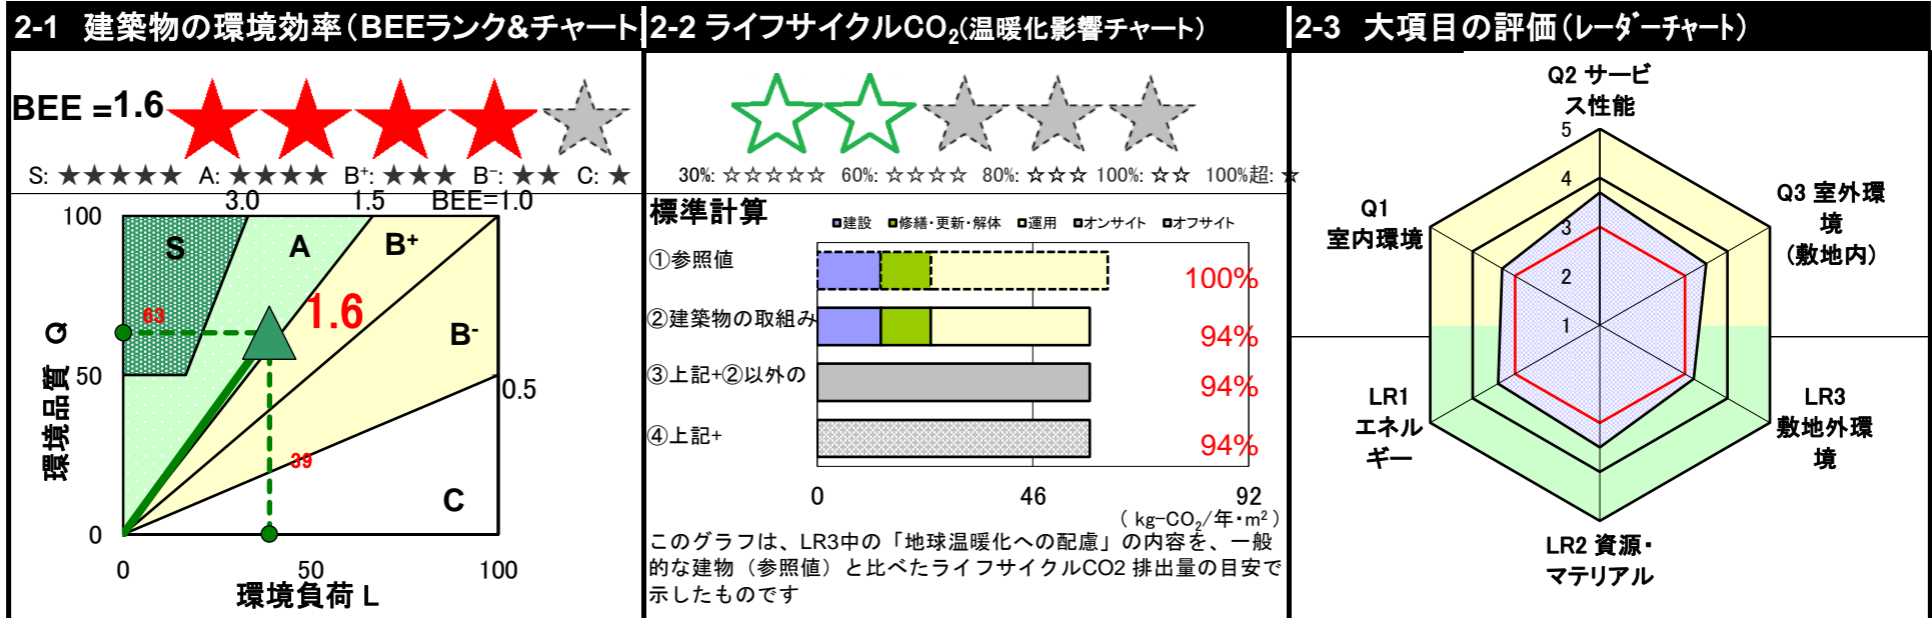 2-1 建築物の環境効率(BEEランク&チャート)
BEE =1.6
S: ★★★★★ A: ★★★★ B⁺: ★★★ B⁻: ★★ C: ★
3.0 1.5 BEE=1.0
100
S A B⁺
1.6
63
B⁻
50
0.5
39
C
0
0 50 100
環境品質 Q
環境負荷 L
2-2 ライフサイクルCO₂(温暖化影響チャート)
30%: ☆☆☆☆☆ 60%: ☆☆☆☆ 80%: ☆☆☆ 100%: ☆☆ 100%超: ☆
標準計算
建設 修繕・更新・解体 運用 オンサイト オフサイト
①参照値 100%
②建築物の取組み 94%
③上記+②以外の 94%
④上記+ 94%
0 46 92
( kg-CO₂/年・m² )
このグラフは、LR3中の「地球温暖化への配慮」の内容を、一般
的な建物(参照値)と比べたライフサイクルCO2 排出量の目安で
示したものです
2-3 大項目の評価(レーダーチャート)
Q2 サービ
ス性能
5
4
3
2
1
Q1
室内環境
Q3 室外環
境
(敷地内)
LR1
エネル
ギー
LR3
敷地外環
境
LR2 資源・
マテリアル